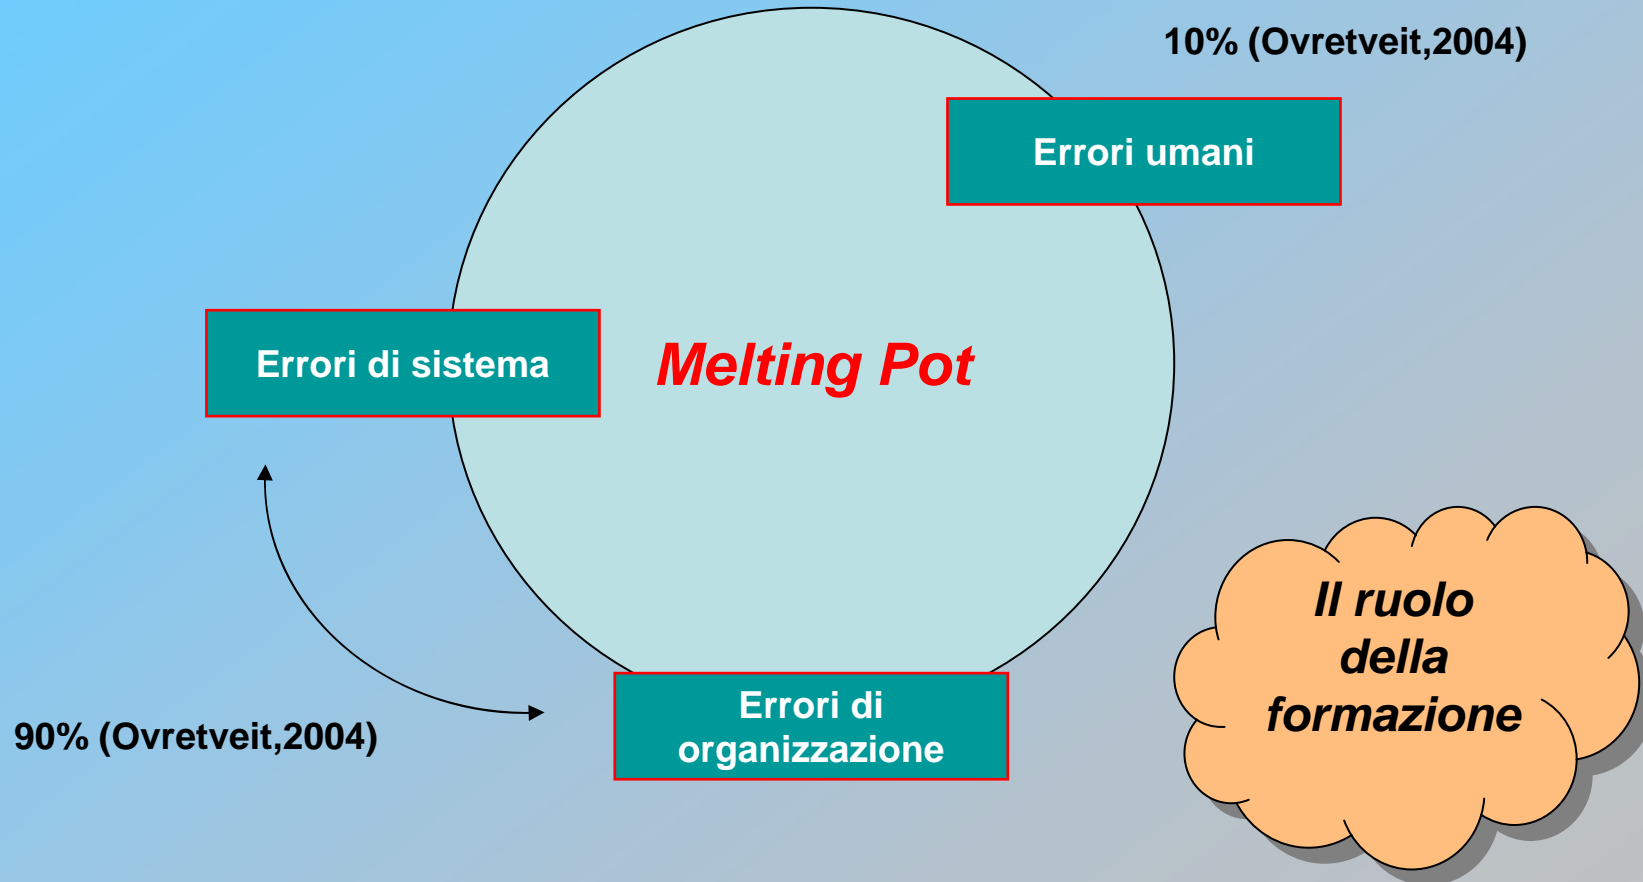 10% (Ovretveit,2004)
Errori umani
Errori di sistema
Melting Pot
Il ruolo
della
formazione
Errori di
organizzazione
90% (Ovretveit,2004)